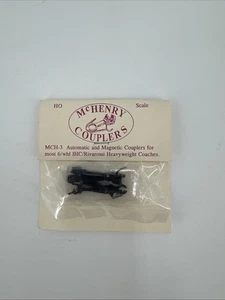 HO Scale
McHENRY
COUPLERS
MCH-3 Automatic and Magnetic Couplers for
most 6/whl IHC/Rivarossi Heavyweight Coaches.